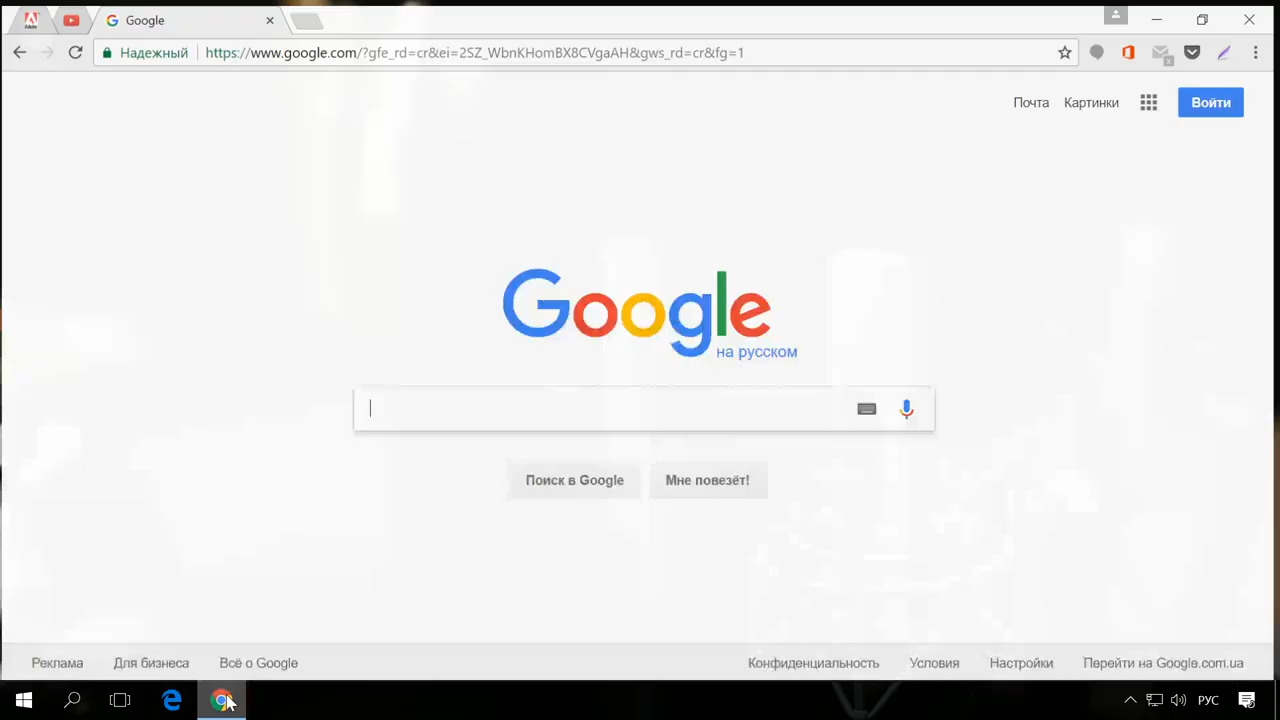 Google
Надежный
https://www.google.com/?gfe_rd=cr&ei=2SZ_WbnKHomBX8CVgaAH&gws_rd=cr&fg=1
Почта Картинки Войти
Google
на русском
Поиск в Google Мне повезёт!
Реклама Для бизнеса Всё о Google Конфиденциальность Условия Настройки Перейти на Google.com.ua
РУС